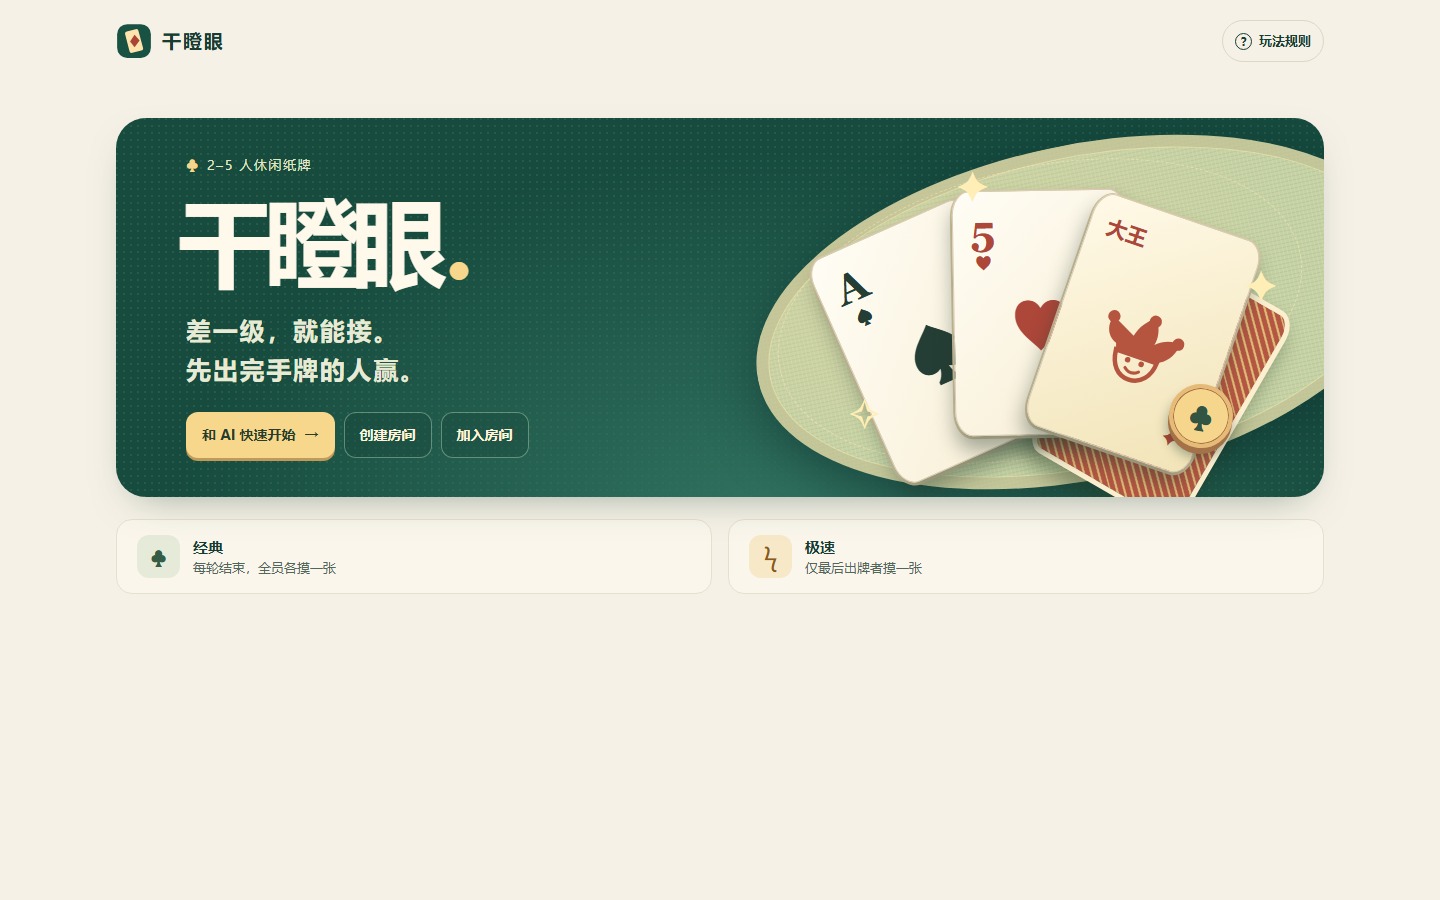 干瞪眼
? 玩法规则
2–5 人休闲纸牌
干瞪眼.
差一级，就能接。
先出完手牌的人赢。
和 AI 快速开始 →
创建房间
加入房间
A
5
大王
经典
每轮结束，全员各摸一张
极速
仅最后出牌者摸一张